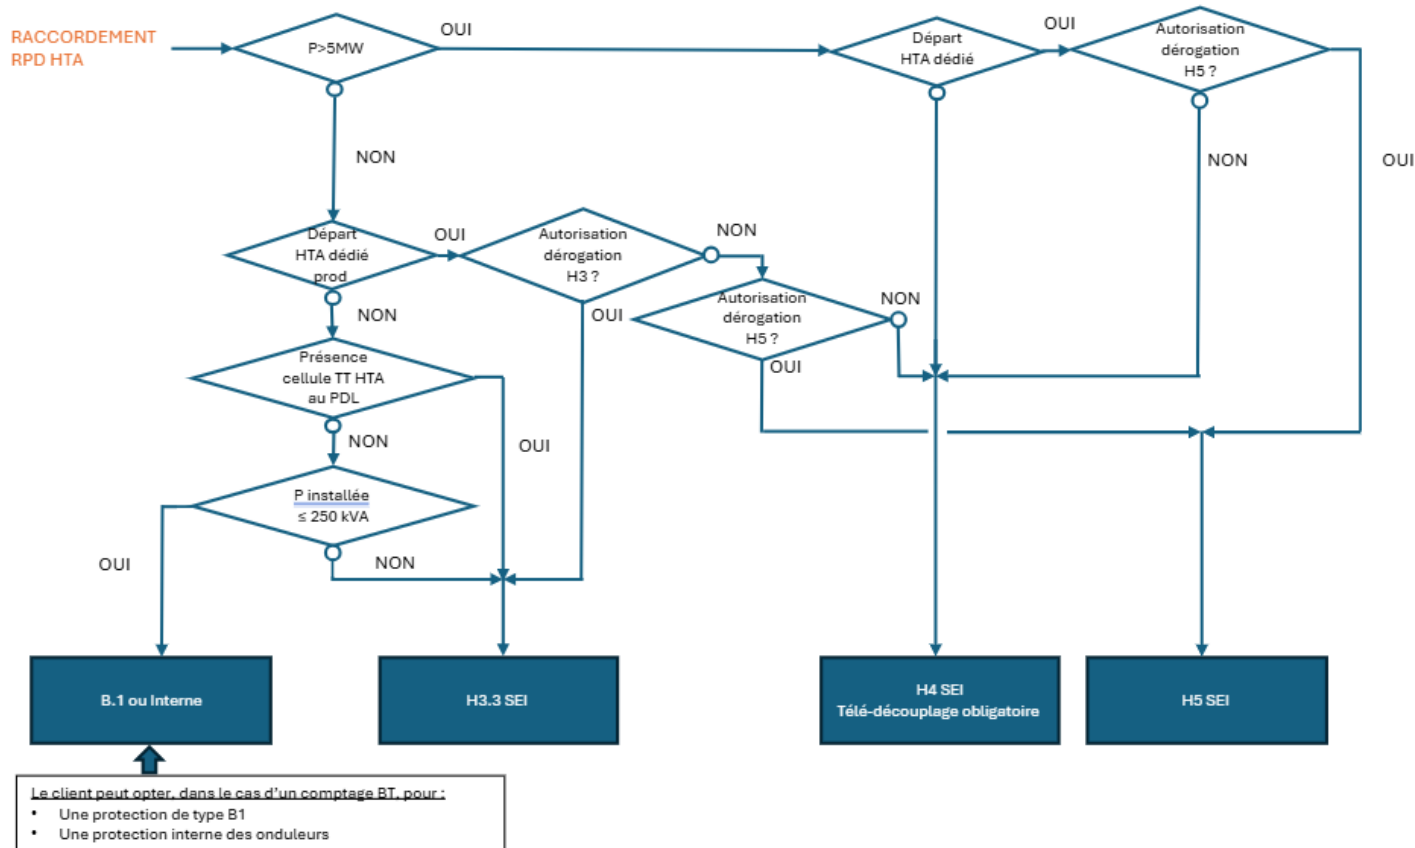 RACCORDEMENT
RPD HTA
P>5MW
OUI
Départ
HTA dédié
OUI
Autorisation
dérogation
H5 ?
NON
NON
OUI
Départ
HTA dédié
prod
OUI
Autorisation
dérogation
H3 ?
NON
NON
OUI
Autorisation
dérogation
H5 ?
NON
OUI
Présence
cellule TT HTA
au PDL
NON
OUI
P installée
≤ 250 kVA
OUI
NON
B.1 ou Interne
H3.3 SEI
H4 SEI
Télé-découplage obligatoire
H5 SEI
Le client peut opter, dans le cas d'un comptage BT, pour :
• Une protection de type B1
• Une protection interne des onduleurs